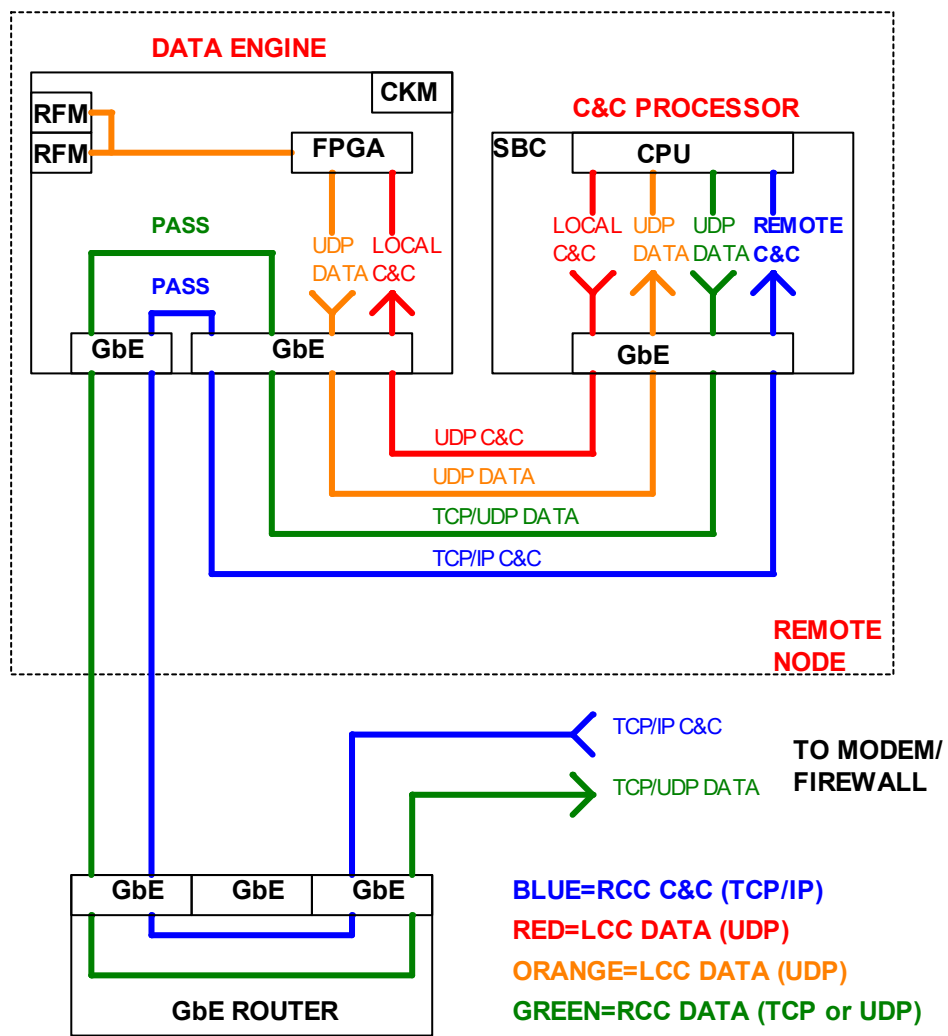 DATA ENGINE
CKM
RFM
RFM
FPGA
PASS
PASS
UDP
DATA
LOCAL
C&C
GbE
GbE
C&C PROCESSOR
SBC
CPU
LOCAL
C&C
UDP
DATA
UDP
DATA
REMOTE
C&C
GbE
UDP C&C
UDP DATA
TCP/UDP DATA
TCP/IP C&C
REMOTE
NODE
TCP/IP C&C
TCP/UDP DATA
TO MODEM/
FIREWALL
GbE
GbE
GbE
GbE ROUTER
BLUE=RCC C&C (TCP/IP)
RED=LCC DATA (UDP)
ORANGE=LCC DATA (UDP)
GREEN=RCC DATA (TCP or UDP)